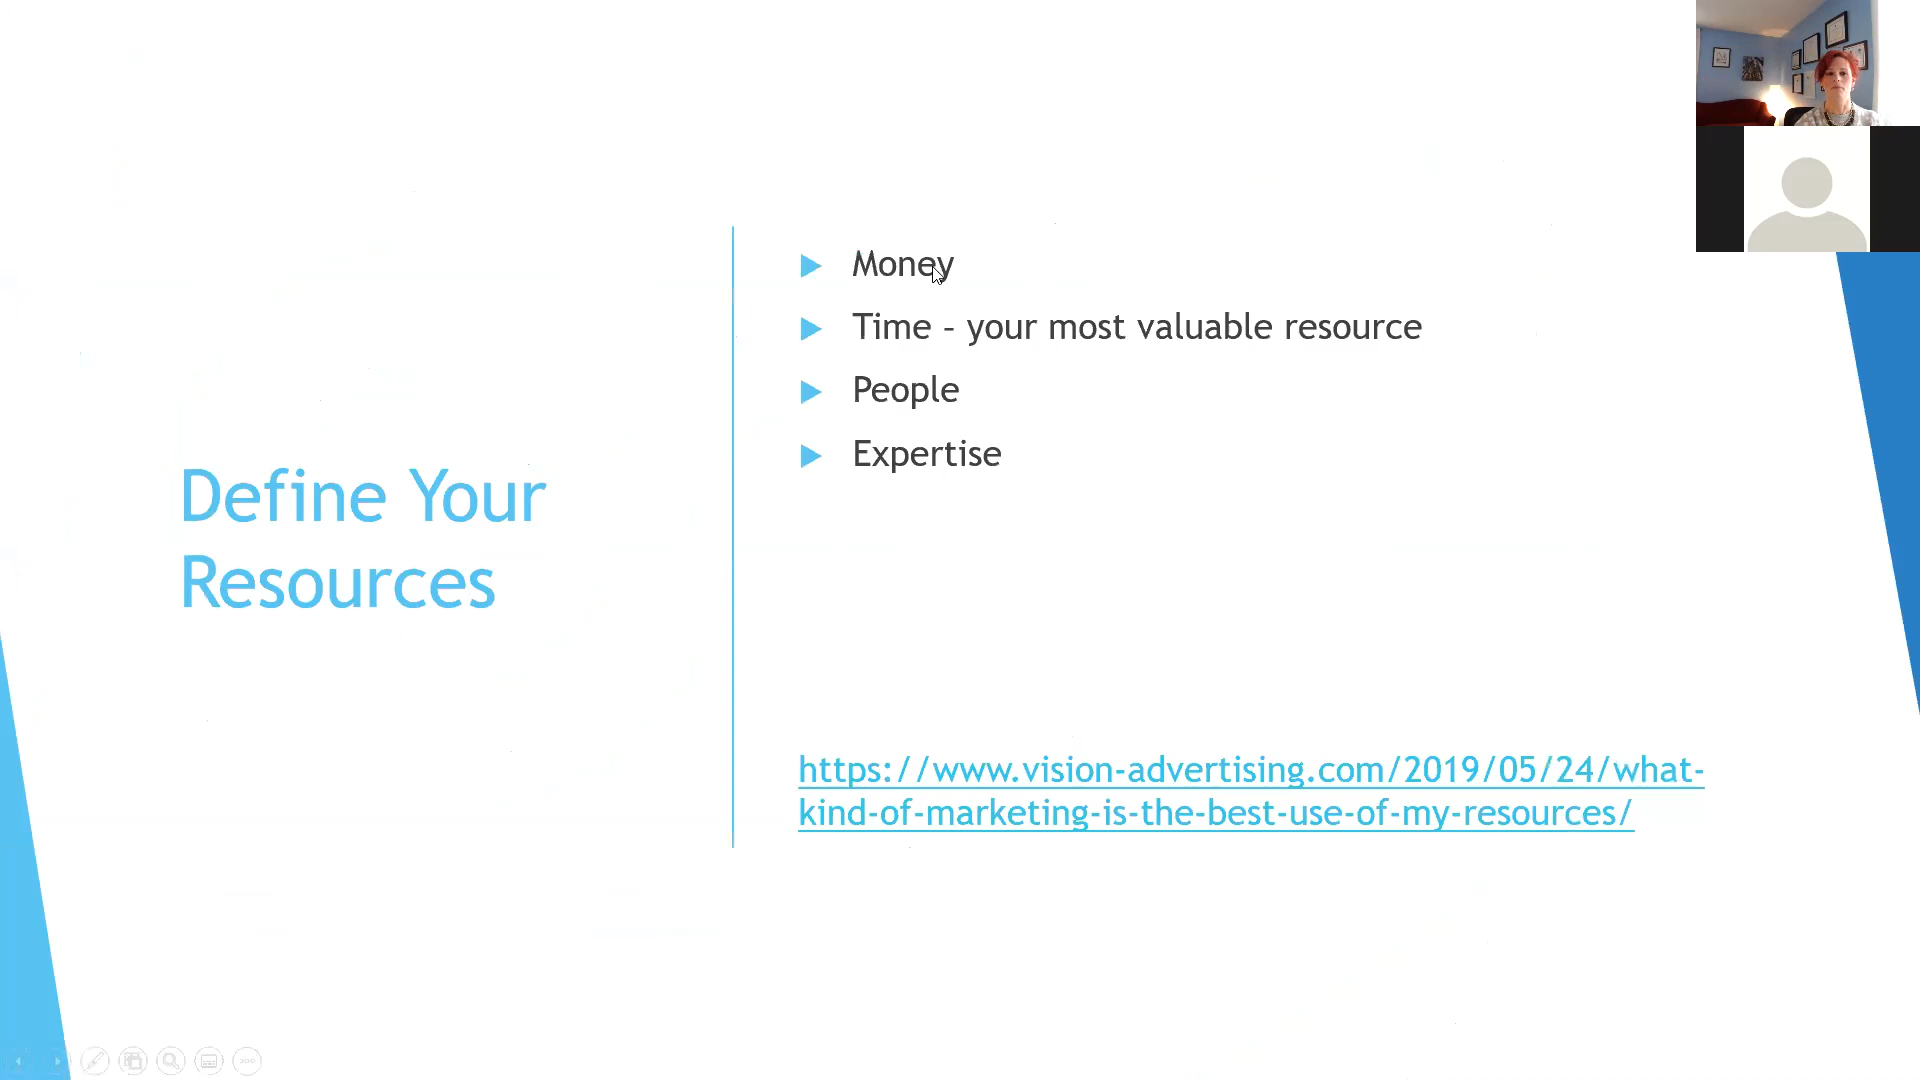 Define Your
Resources
Money
Time – your most valuable resource
People
Expertise
https://www.vision-advertising.com/2019/05/24/what-
kind-of-marketing-is-the-best-use-of-my-resources/